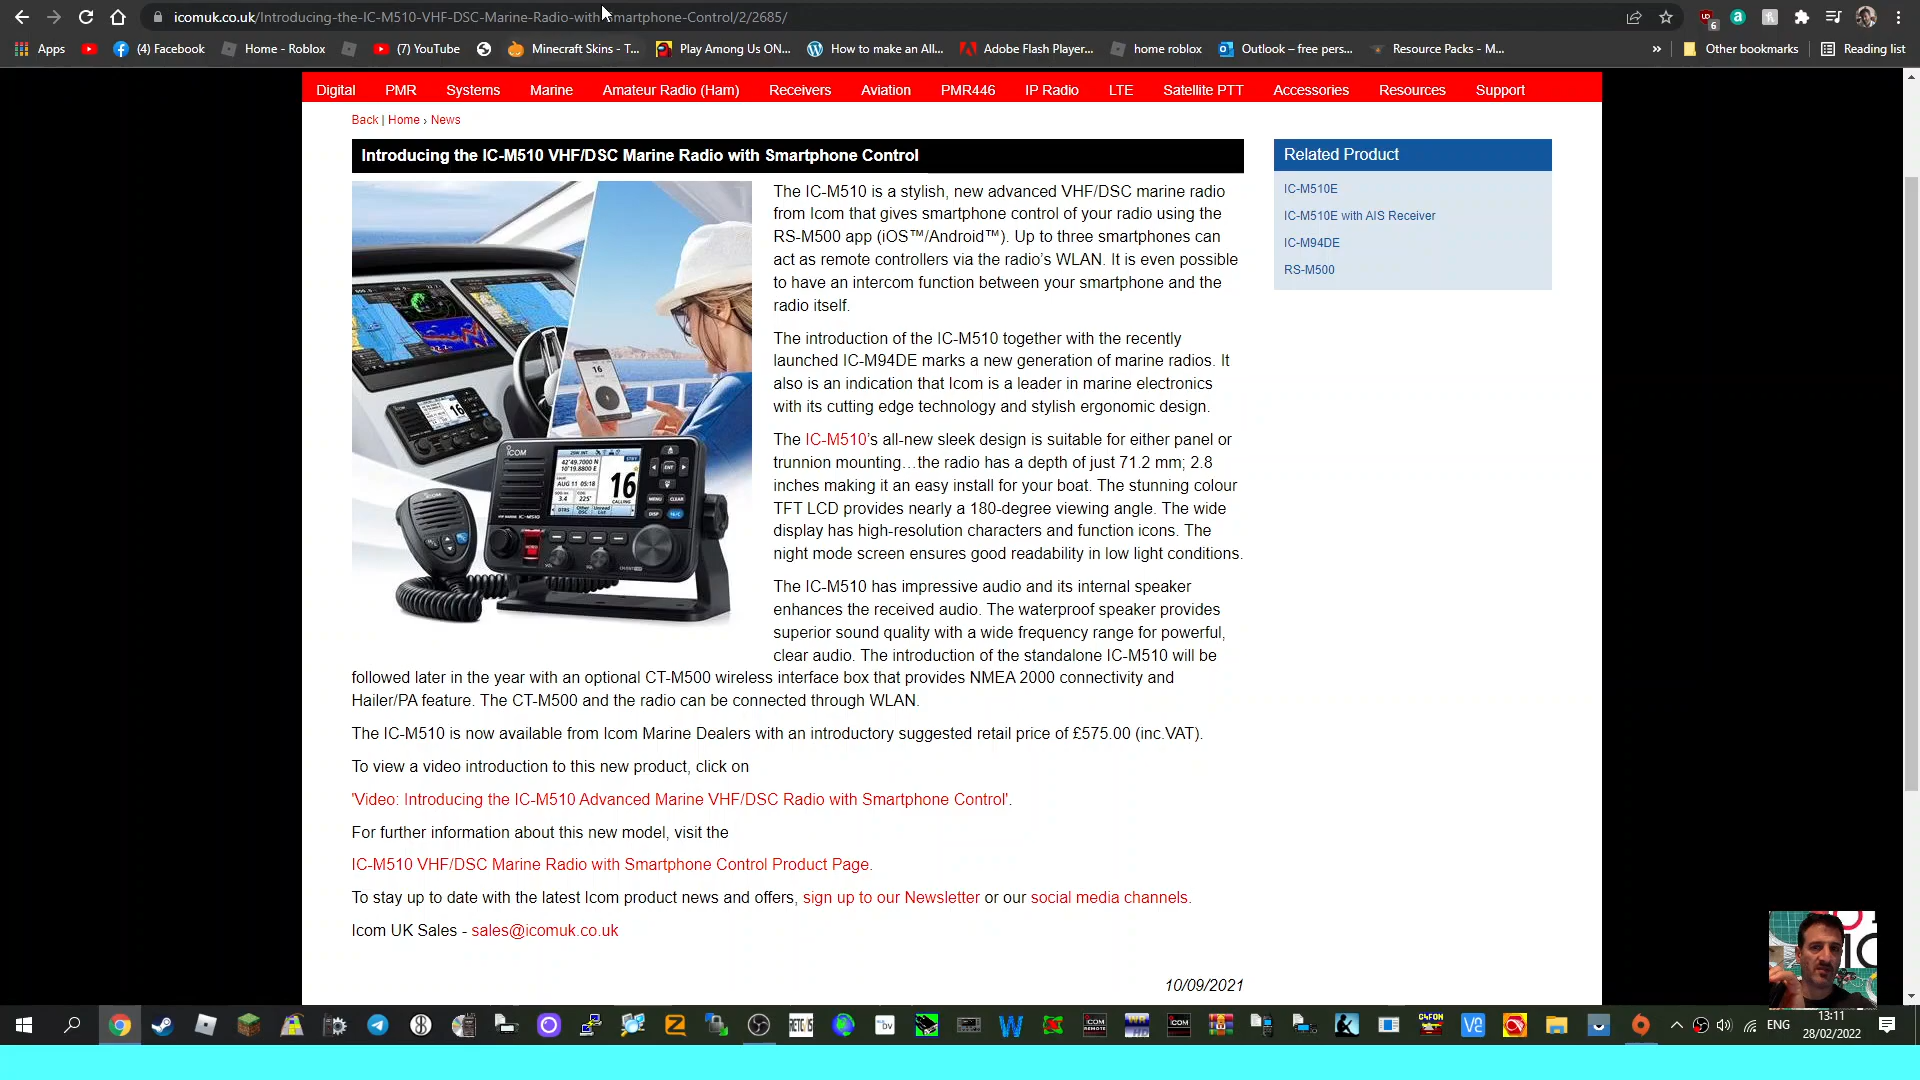 icomuk.co.uk/Introducing-the-IC-M510-VHF-DSC-Marine-Radio-with-Smartphone-Control/2/2685/
Apps
(4) Facebook
Home - Roblox
(7) YouTube
Minecraft Skins - T...
Play Among Us ON...
How to make an All...
Adobe Flash Player...
home roblox
Outlook – free pers...
Resource Packs - M...
»
Other bookmarks
Reading list
Digital PMR Systems Marine Amateur Radio (Ham) Receivers Aviation PMR446 IP Radio LTE Satellite PTT Accessories Resources Support
Back | Home › News
Introducing the IC-M510 VHF/DSC Marine Radio with Smartphone Control
The IC-M510 is a stylish, new advanced VHF/DSC marine radio
from Icom that gives smartphone control of your radio using the
RS-M500 app (iOS™/Android™). Up to three smartphones can
act as remote controllers via the radio’s WLAN. It is even possible
to have an intercom function between your smartphone and the
radio itself.
The introduction of the IC-M510 together with the recently
launched IC-M94DE marks a new generation of marine radios. It
also is an indication that Icom is a leader in marine electronics
with its cutting edge technology and stylish ergonomic design.
The IC-M510’s all-new sleek design is suitable for either panel or
trunnion mounting…the radio has a depth of just 71.2 mm; 2.8
inches making it an easy install for your boat. The stunning colour
TFT LCD provides nearly a 180-degree viewing angle. The wide
display has high-resolution characters and function icons. The
night mode screen ensures good readability in low light conditions.
The IC-M510 has impressive audio and its internal speaker
enhances the received audio. The waterproof speaker provides
superior sound quality with a wide frequency range for powerful,
clear audio. The introduction of the standalone IC-M510 will be
followed later in the year with an optional CT-M500 wireless interface box that provides NMEA 2000 connectivity and
Hailer/PA feature. The CT-M500 and the radio can be connected through WLAN.
The IC-M510 is now available from Icom Marine Dealers with an introductory suggested retail price of £575.00 (inc.VAT).
To view a video introduction to this new product, click on
'Video: Introducing the IC-M510 Advanced Marine VHF/DSC Radio with Smartphone Control'.
For further information about this new model, visit the
IC-M510 VHF/DSC Marine Radio with Smartphone Control Product Page.
To stay up to date with the latest Icom product news and offers, sign up to our Newsletter or our social media channels.
Icom UK Sales - sales@icomuk.co.uk
10/09/2021
Related Product
IC-M510E
IC-M510E with AIS Receiver
IC-M94DE
RS-M500
ICOM
42°49.7000 N
10°19.8800 E
AUG 11 05:18
3.4 225°
16
CALLING
ENT
MENU CLEAR
DISP
16
16
ENG
13:11
28/02/2022